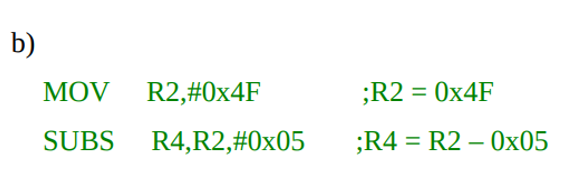 b)
MOV R2,#0x4F ;R2 = 0x4F
SUBS R4,R2,#0x05 ;R4 = R2 – 0x05